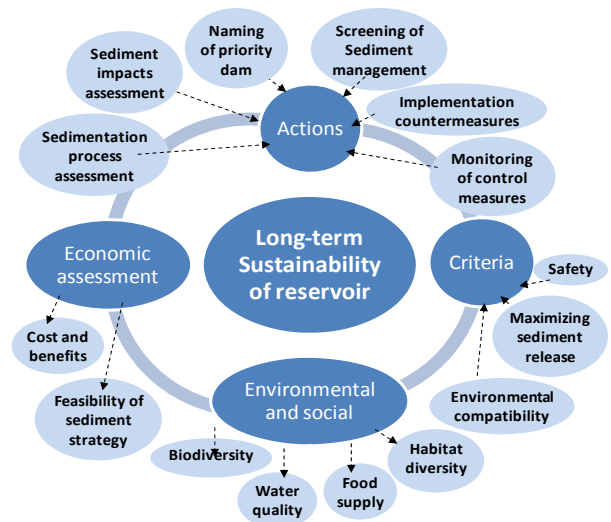 Naming of
priority dam
Screening of
Sediment
management
Sediment
impacts
assessment
Implementation
countermeasures
Actions
Sedimentation
process
assessment
Monitoring
of control
measures
Long-term
Sustainability
of reservoir
Economic
assessment
Criteria
Safety
Maximizing
sediment
release
Cost and
benefits
Environmental
compatibility
Feasibility of
sediment
strategy
Environmental
and social
Biodiversity
Water
quality
Food
supply
Habitat
diversity